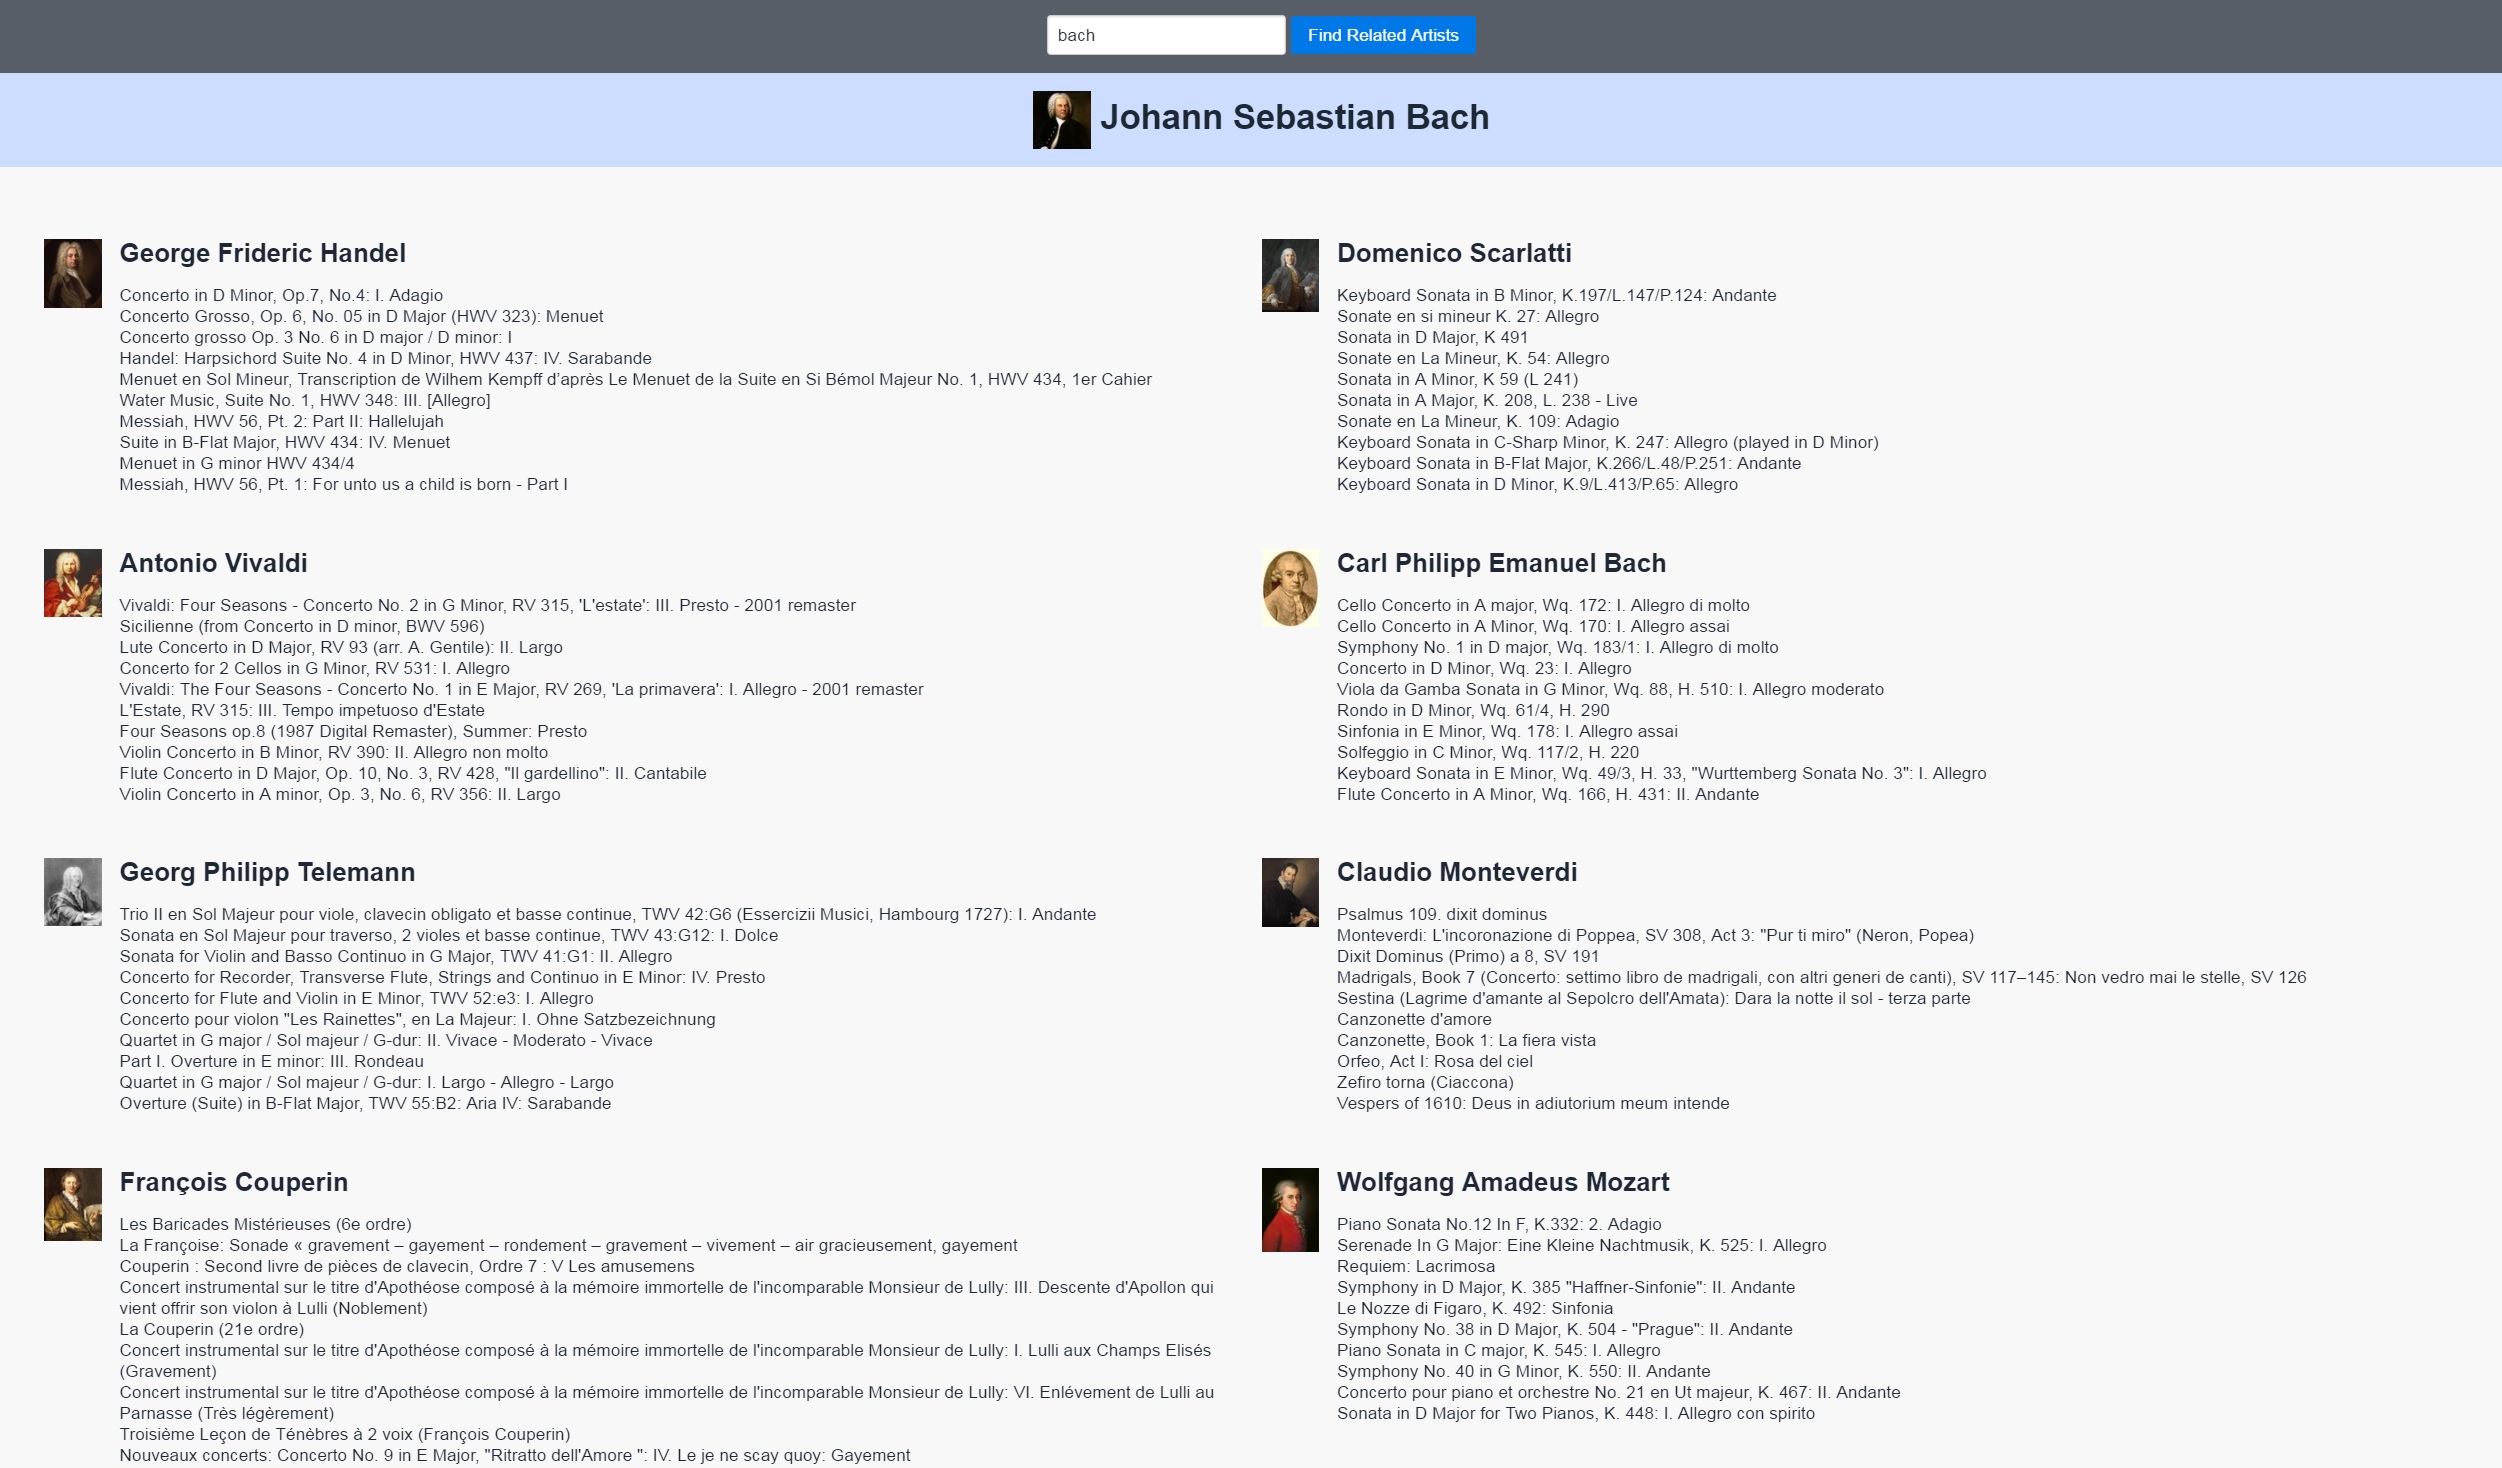 bach
Find Related Artists
Johann Sebastian Bach
George Frideric Handel
Concerto in D Minor, Op.7, No.4: I. Adagio
Concerto Grosso, Op. 6, No. 05 in D Major (HWV 323): Menuet
Concerto grosso Op. 3 No. 6 in D major / D minor: I
Handel: Harpsichord Suite No. 4 in D Minor, HWV 437: IV. Sarabande
Menuet en Sol Mineur, Transcription de Wilhem Kempff d’après Le Menuet de la Suite en Si Bémol Majeur No. 1, HWV 434, 1er Cahier
Water Music, Suite No. 1, HWV 348: III. [Allegro]
Messiah, HWV 56, Pt. 2: Part II: Hallelujah
Suite in B-Flat Major, HWV 434: IV. Menuet
Menuet in G minor HWV 434/4
Messiah, HWV 56, Pt. 1: For unto us a child is born - Part I
Domenico Scarlatti
Keyboard Sonata in B Minor, K.197/L.147/P.124: Andante
Sonate en si mineur K. 27: Allegro
Sonata in D Major, K 491
Sonate en La Mineur, K. 54: Allegro
Sonata in A Minor, K 59 (L 241)
Sonata in A Major, K. 208, L. 238 - Live
Sonate en La Mineur, K. 109: Adagio
Keyboard Sonata in C-Sharp Minor, K. 247: Allegro (played in D Minor)
Keyboard Sonata in B-Flat Major, K.266/L.48/P.251: Andante
Keyboard Sonata in D Minor, K.9/L.413/P.65: Allegro
Antonio Vivaldi
Vivaldi: Four Seasons - Concerto No. 2 in G Minor, RV 315, 'L'estate': III. Presto - 2001 remaster
Sicilienne (from Concerto in D minor, BWV 596)
Lute Concerto in D Major, RV 93 (arr. A. Gentile): II. Largo
Concerto for 2 Cellos in G Minor, RV 531: I. Allegro
Vivaldi: The Four Seasons - Concerto No. 1 in E Major, RV 269, 'La primavera': I. Allegro - 2001 remaster
L'Estate, RV 315: III. Tempo impetuoso d'Estate
Four Seasons op.8 (1987 Digital Remaster), Summer: Presto
Violin Concerto in B Minor, RV 390: II. Allegro non molto
Flute Concerto in D Major, Op. 10, No. 3, RV 428, "Il gardellino": II. Cantabile
Violin Concerto in A minor, Op. 3, No. 6, RV 356: II. Largo
Carl Philipp Emanuel Bach
Cello Concerto in A major, Wq. 172: I. Allegro di molto
Cello Concerto in A Minor, Wq. 170: I. Allegro assai
Symphony No. 1 in D major, Wq. 183/1: I. Allegro di molto
Concerto in D Minor, Wq. 23: I. Allegro
Viola da Gamba Sonata in G Minor, Wq. 88, H. 510: I. Allegro moderato
Rondo in D Minor, Wq. 61/4, H. 290
Sinfonia in E Minor, Wq. 178: I. Allegro assai
Solfeggio in C Minor, Wq. 117/2, H. 220
Keyboard Sonata in E Minor, Wq. 49/3, H. 33, "Wurttemberg Sonata No. 3": I. Allegro
Flute Concerto in A Minor, Wq. 166, H. 431: II. Andante
Georg Philipp Telemann
Trio II en Sol Majeur pour viole, clavecin obligato et basse continue, TWV 42:G6 (Essercizii Musici, Hambourg 1727): I. Andante
Sonata en Sol Majeur pour traverso, 2 violes et basse continue, TWV 43:G12: I. Dolce
Sonata for Violin and Basso Continuo in G Major, TWV 41:G1: II. Allegro
Concerto for Recorder, Transverse Flute, Strings and Continuo in E Minor: IV. Presto
Concerto for Flute and Violin in E Minor, TWV 52:e3: I. Allegro
Concerto pour violon "Les Rainettes", en La Majeur: I. Ohne Satzbezeichnung
Quartet in G major / Sol majeur / G-dur: II. Vivace - Moderato - Vivace
Part I. Overture in E minor: III. Rondeau
Quartet in G major / Sol majeur / G-dur: I. Largo - Allegro - Largo
Overture (Suite) in B-Flat Major, TWV 55:B2: Aria IV: Sarabande
Claudio Monteverdi
Psalmus 109. dixit dominus
Monteverdi: L'incoronazione di Poppea, SV 308, Act 3: "Pur ti miro" (Neron, Popea)
Dixit Dominus (Primo) a 8, SV 191
Madrigals, Book 7 (Concerto: settimo libro de madrigali, con altri generi de canti), SV 117–145: Non vedro mai le stelle, SV 126
Sestina (Lagrime d'amante al Sepolcro dell'Amata): Dara la notte il sol - terza parte
Canzonette d'amore
Canzonette, Book 1: La fiera vista
Orfeo, Act I: Rosa del ciel
Zefiro torna (Ciaccona)
Vespers of 1610: Deus in adiutorium meum intende
François Couperin
Les Baricades Mistérieuses (6e ordre)
La Françoise: Sonade « gravement – gayement – rondement – gravement – vivement – air gracieusement, gayement
Couperin : Second livre de pièces de clavecin, Ordre 7 : V Les amusemens
Concert instrumental sur le titre d'Apothéose composé à la mémoire immortelle de l'incomparable Monsieur de Lully: III. Descente d'Apollon qui
vient offrir son violon à Lulli (Noblement)
La Couperin (21e ordre)
Concert instrumental sur le titre d'Apothéose composé à la mémoire immortelle de l'incomparable Monsieur de Lully: I. Lulli aux Champs Elisés
(Gravement)
Concert instrumental sur le titre d'Apothéose composé à la mémoire immortelle de l'incomparable Monsieur de Lully: VI. Enlévement de Lulli au
Parnasse (Très légèrement)
Troisième Leçon de Ténèbres à 2 voix (François Couperin)
Nouveaux concerts: Concerto No. 9 in E Major, "Ritratto dell'Amore ": IV. Le je ne scay quoy: Gayement
Wolfgang Amadeus Mozart
Piano Sonata No.12 In F, K.332: 2. Adagio
Serenade In G Major: Eine Kleine Nachtmusik, K. 525: I. Allegro
Requiem: Lacrimosa
Symphony in D Major, K. 385 "Haffner-Sinfonie": II. Andante
Le Nozze di Figaro, K. 492: Sinfonia
Symphony No. 38 in D Major, K. 504 - "Prague": II. Andante
Piano Sonata in C major, K. 545: I. Allegro
Symphony No. 40 in G Minor, K. 550: II. Andante
Concerto pour piano et orchestre No. 21 en Ut majeur, K. 467: II. Andante
Sonata in D Major for Two Pianos, K. 448: I. Allegro con spirito